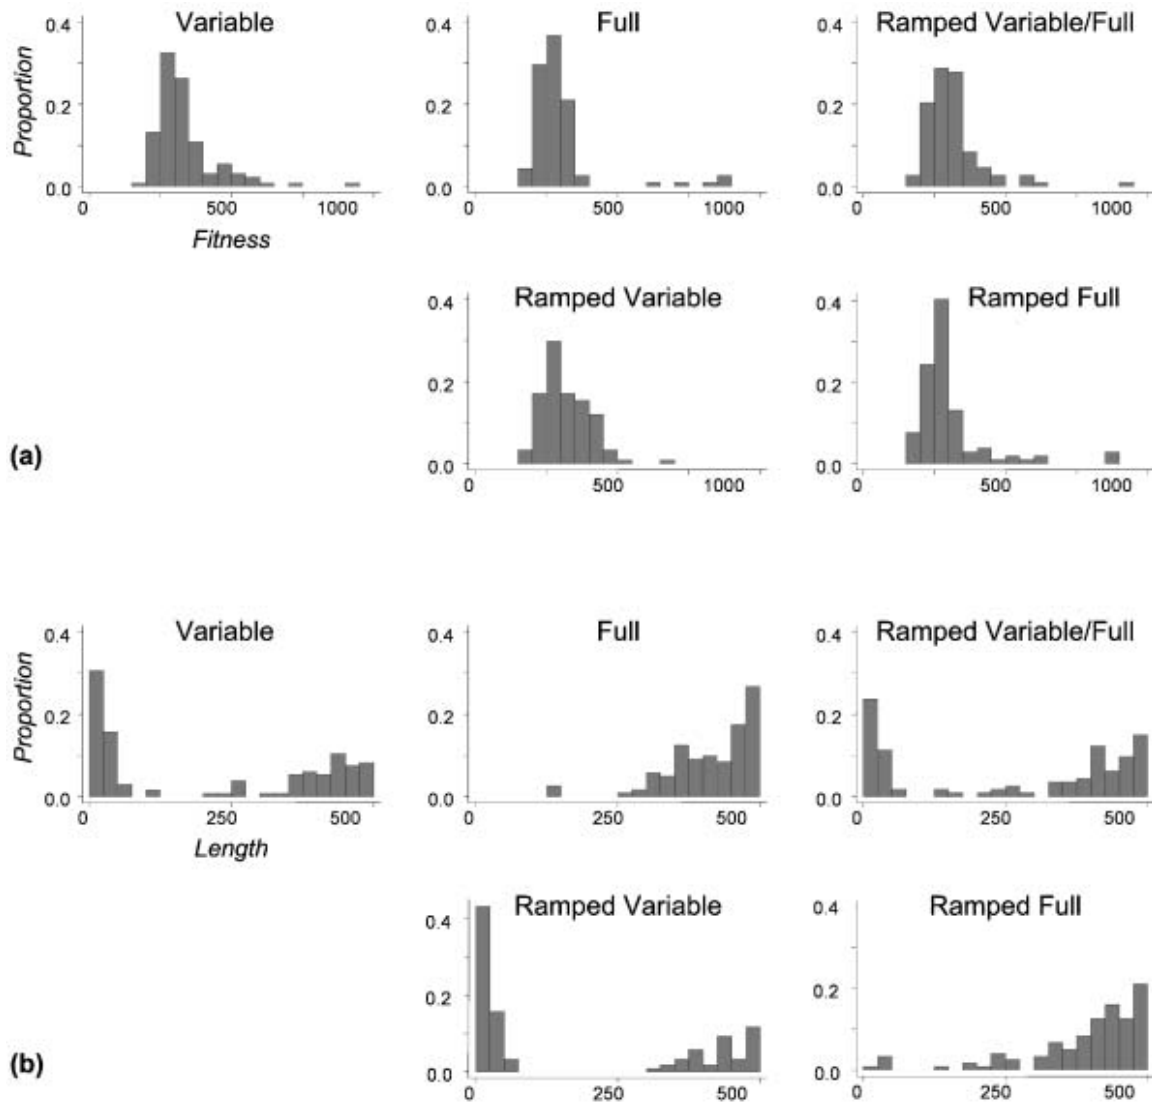 Variable Full Ramped Variable/Full
Proportion
0.4 0.4 0.4
0.2 0.2 0.2
0.0 0.0 0.0
0 500 1000 0 500 1000 0 500 1000
Fitness
Ramped Variable Ramped Full
0.4 0.4
0.2 0.2
(a)
0.0 0.0
0 500 1000 0 500 1000
Variable Full Ramped Variable/Full
Proportion
0.4 0.4 0.4
0.2 0.2 0.2
0.0 0.0 0.0
0 250 500 0 250 500 0 250 500
Length
Ramped Variable Ramped Full
0.4 0.4
0.2 0.2
(b)
0.0 0.0
0 250 500 0 250 500